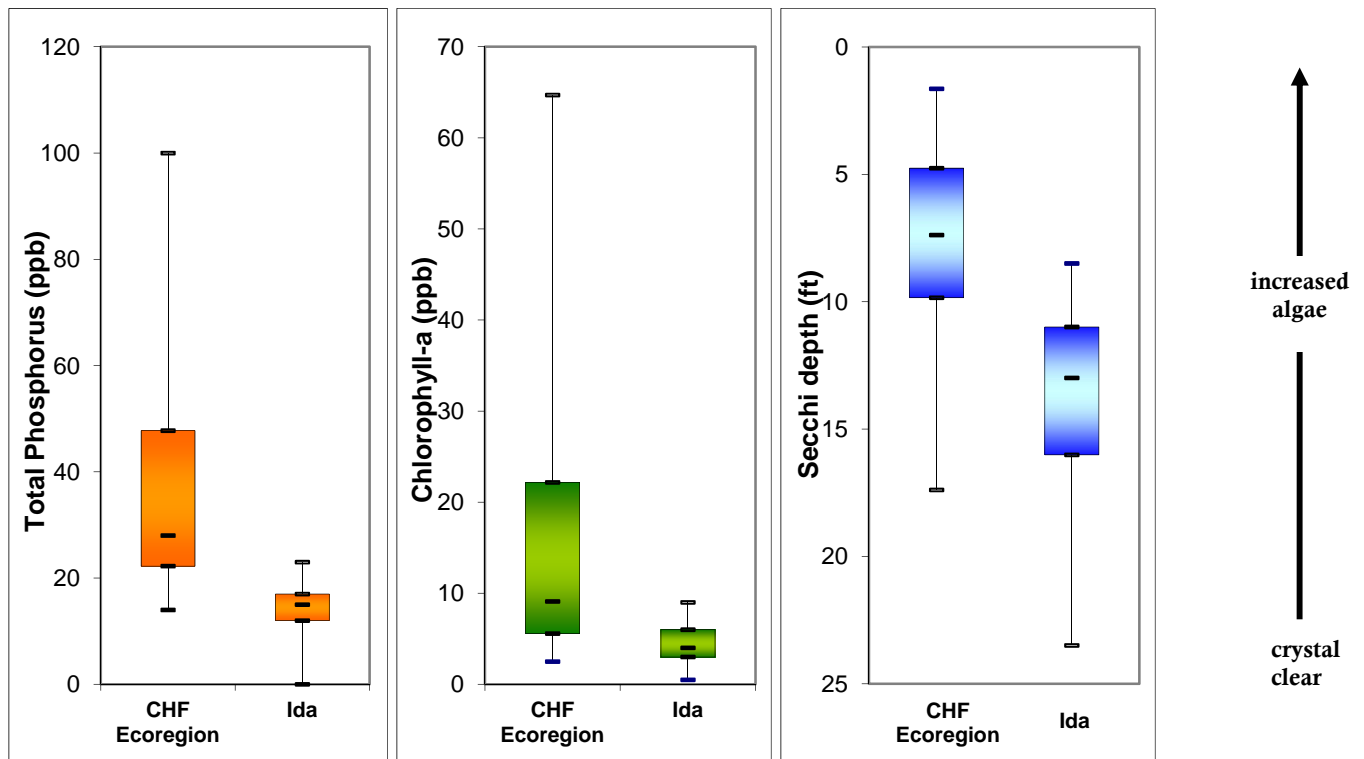 Total Phosphorus (ppb)
120
100
80
60
40
20
0
CHF
Ecoregion
Ida
Chlorophyll-a (ppb)
70
60
50
40
30
20
10
0
CHF
Ecoregion
Ida
Secchi depth (ft)
0
5
10
15
20
25
CHF
Ecoregion
Ida
increased
algae
crystal
clear